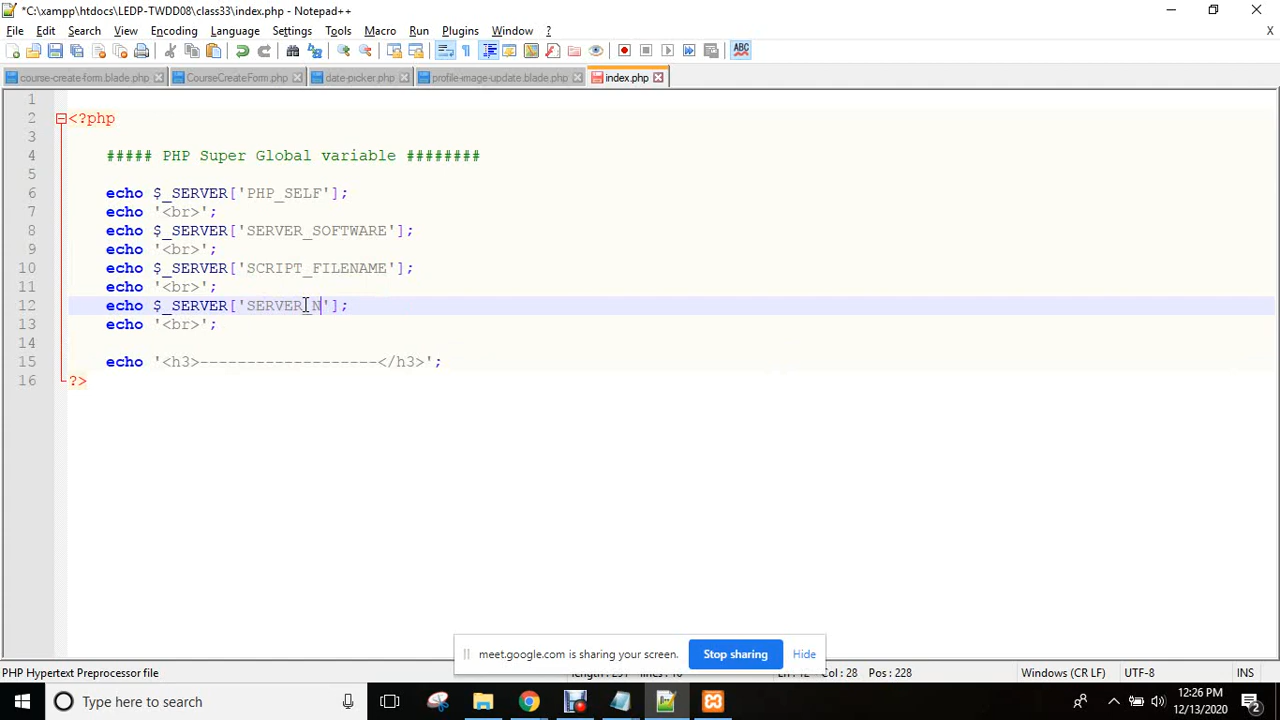 *C:\xampp\htdocs\LEDP-TWDD08\class33\index.php - Notepad++
File Edit Search View Encoding Language Settings Tools Macro Run Plugins Window ? X
ABC
course-create-form.blade.php CourseCreateForm.php date-picker.php profile-image-update.blade.php index.php
1
2 <?php
3
4 ##### PHP Super Global variable ########
5
6 echo $_SERVER['PHP_SELF'];
7 echo '<br>';
8 echo $_SERVER['SERVER_SOFTWARE'];
9 echo '<br>';
10 echo $_SERVER['SCRIPT_FILENAME'];
11 echo '<br>';
12 echo $_SERVER['SERVER_N'];
13 echo '<br>';
14
15 echo '<h3>-------------------</h3>';
16 ?>
meet.google.com is sharing your screen. Stop sharing Hide
PHP Hypertext Preprocessor file Col : 28 Pos : 228 Windows (CR LF) UTF-8 INS
Type here to search
12:26 PM
12/13/2020
2